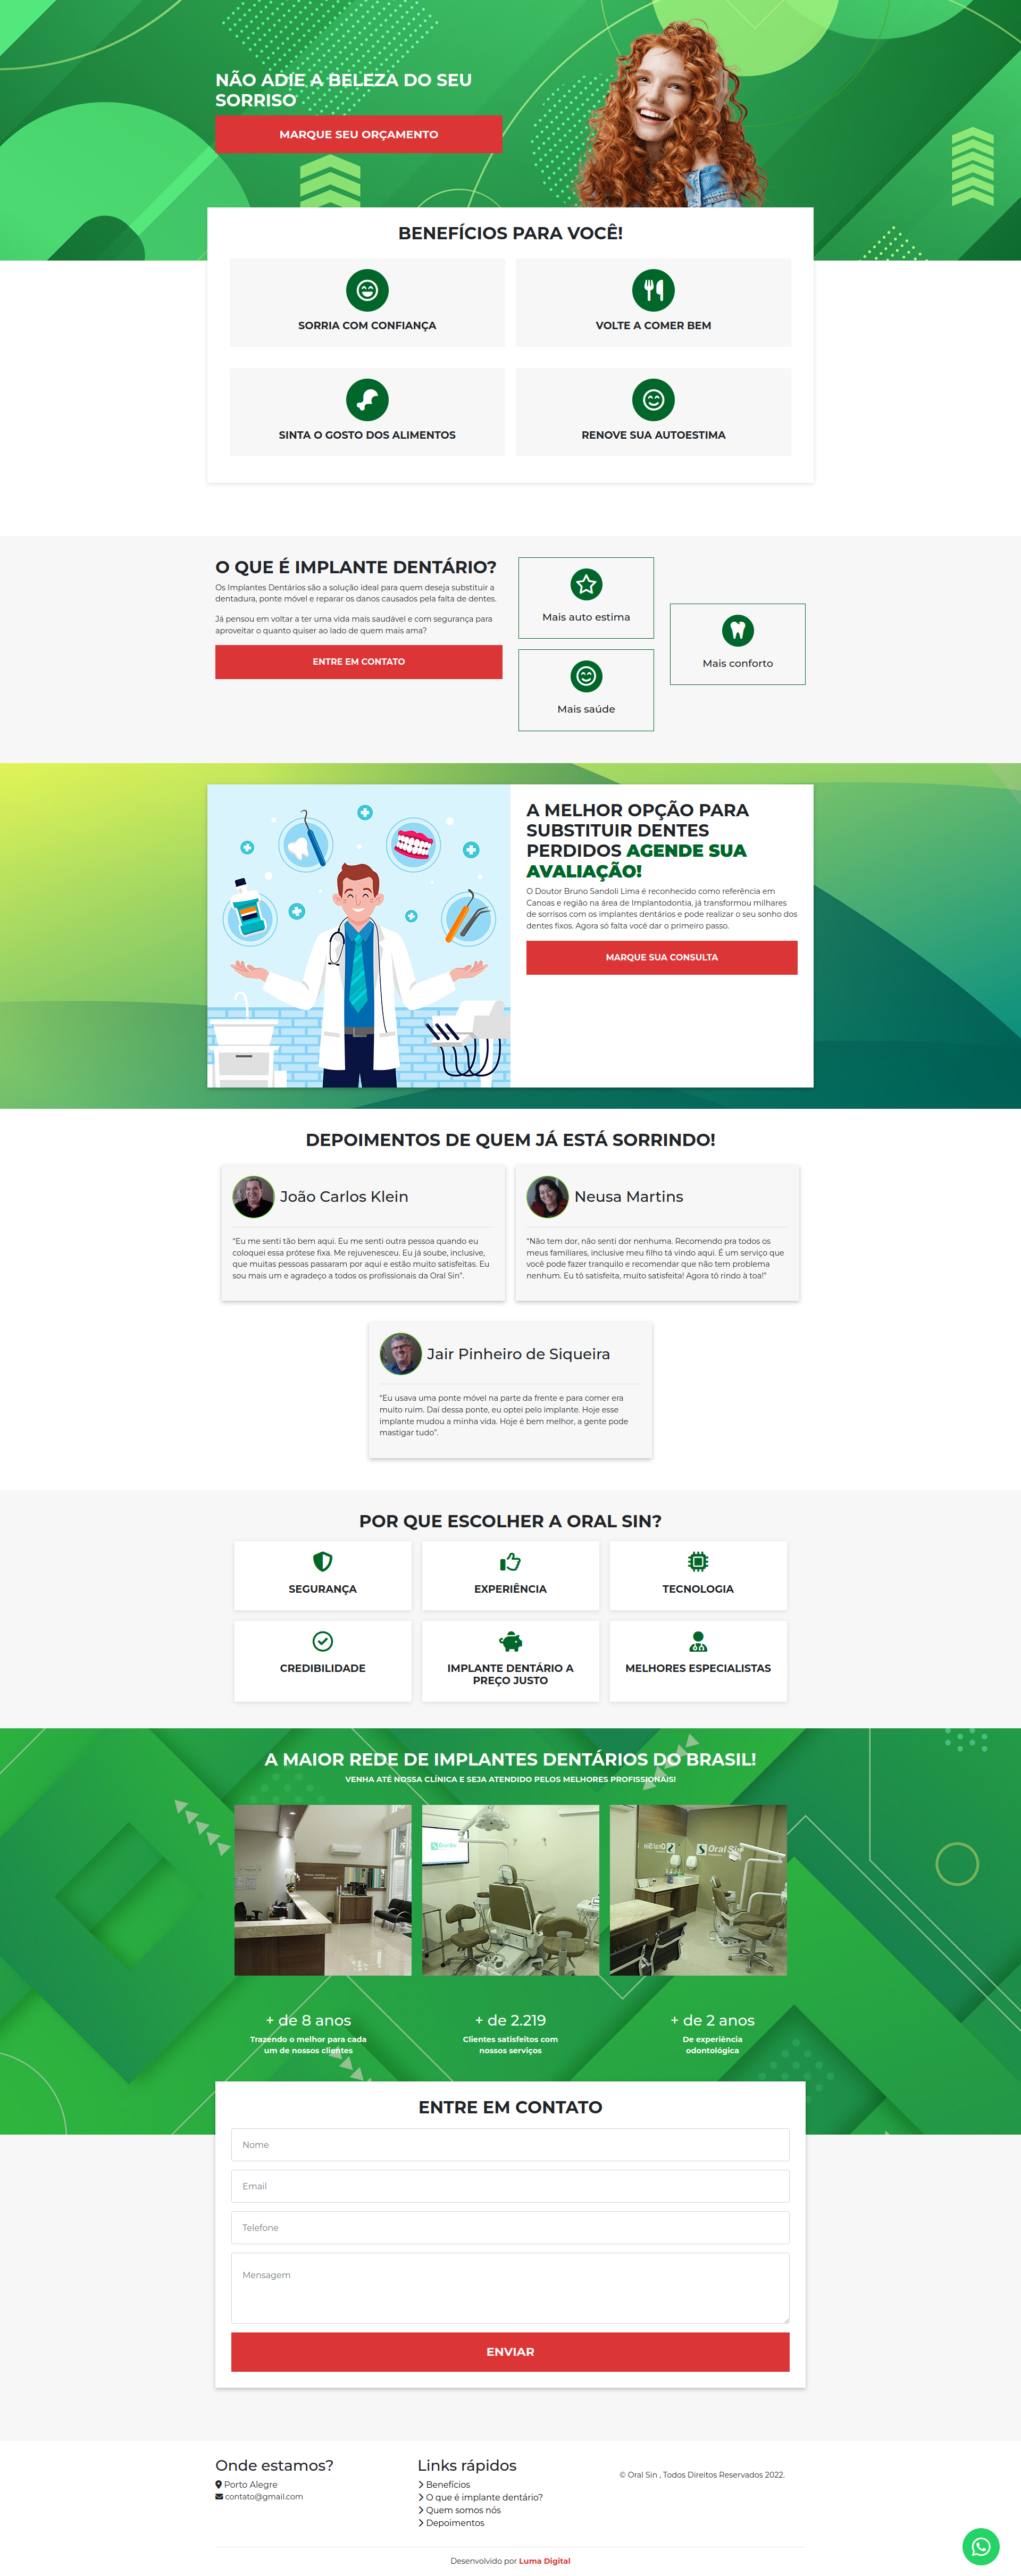 NÃO ADIE A BELEZA DO SEU
SORRISO
MARQUE SEU ORÇAMENTO
BENEFÍCIOS PARA VOCÊ!
SORRIA COM CONFIANÇA
VOLTE A COMER BEM
SINTA O GOSTO DOS ALIMENTOS
RENOVE SUA AUTOESTIMA
O QUE É IMPLANTE DENTÁRIO?
Os Implantes Dentários são a solução ideal para quem deseja substituir a
dentadura, ponte móvel e reparar os danos causados pela falta de dentes.
Já pensou em voltar a ter uma vida mais saudável e com segurança para
aproveitar o quanto quiser ao lado de quem mais ama?
ENTRE EM CONTATO
Mais auto estima
Mais saúde
Mais conforto
A MELHOR OPÇÃO PARA
SUBSTITUIR DENTES
PERDIDOS AGENDE SUA
AVALIAÇÃO!
O Doutor Bruno Sandoli Lima é reconhecido como referência em
Canoas e região na área de Implantodontia, já transformou milhares
de sorrisos com os implantes dentários e pode realizar o seu sonho dos
dentes fixos. Agora só falta você dar o primeiro passo.
MARQUE SUA CONSULTA
DEPOIMENTOS DE QUEM JÁ ESTÁ SORRINDO!
João Carlos Klein
“Eu me senti tão bem aqui. Eu me senti outra pessoa quando eu
coloquei essa prótese fixa. Me rejuvenesceu. Eu já soube, inclusive,
que muitas pessoas passaram por aqui e estão muito satisfeitas. Eu
sou mais um e agradeço a todos os profissionais da Oral Sin”.
Neusa Martins
“Não tem dor, não senti dor nenhuma. Recomendo pra todos os
meus familiares, inclusive meu filho tá vindo aqui. É um serviço que
você pode fazer tranquilo e recomendar que não tem problema
nenhum. Eu tô satisfeita, muito satisfeita! Agora tô rindo à toa!”
Jair Pinheiro de Siqueira
“Eu usava uma ponte móvel na parte da frente e para comer era
muito ruim. Daí dessa ponte, eu optei pelo implante. Hoje esse
implante mudou a minha vida. Hoje é bem melhor, a gente pode
mastigar tudo”.
POR QUE ESCOLHER A ORAL SIN?
SEGURANÇA
EXPERIÊNCIA
TECNOLOGIA
CREDIBILIDADE
IMPLANTE DENTÁRIO A
PREÇO JUSTO
MELHORES ESPECIALISTAS
A MAIOR REDE DE IMPLANTES DENTÁRIOS DO BRASIL!
VENHA ATÉ NOSSA CLÍNICA E SEJA ATENDIDO PELOS MELHORES PROFISSIONAIS!
Oral Sin
Oral Sin
+ de 8 anos
Trazendo o melhor para cada
um de nossos clientes
+ de 2.219
Clientes satisfeitos com
nossos serviços
+ de 2 anos
De experiência
odontológica
ENTRE EM CONTATO
Nome
Email
Telefone
Mensagem
ENVIAR
Onde estamos?
Porto Alegre
contato@gmail.com
Links rápidos
Benefícios
O que é implante dentário?
Quem somos nós
Depoimentos
© Oral Sin , Todos Direitos Reservados 2022.
Desenvolvido por Luma Digital